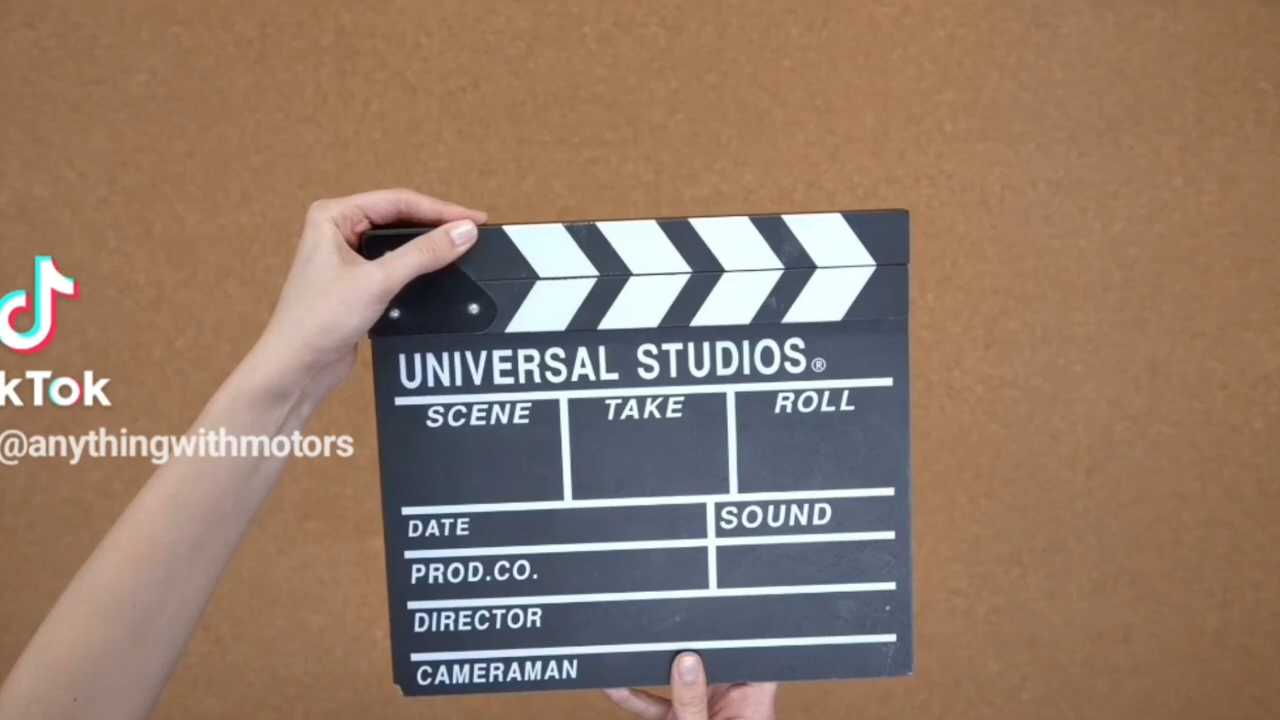 UNIVERSAL STUDIOS®
SCENE TAKE ROLL
DATE SOUND
PROD.CO.
DIRECTOR
CAMERAMAN
kTok
@anythingwithmotors